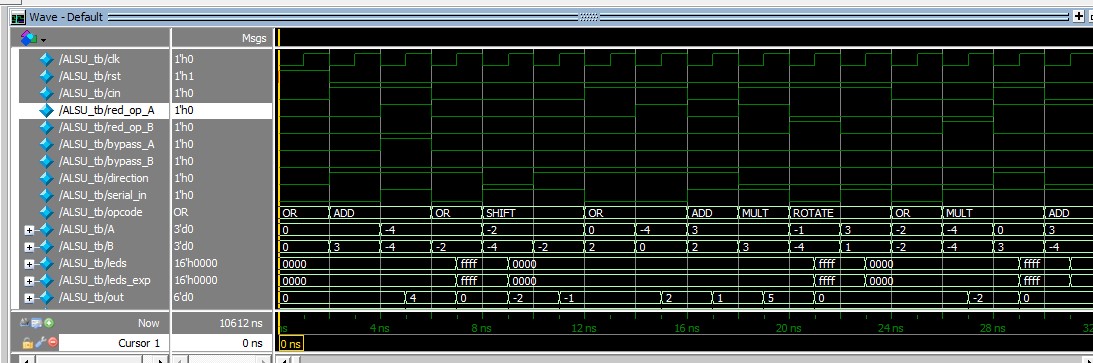 Wave - Default
Msgs
/ALSU_tb/clk 1'h0
/ALSU_tb/rst 1'h1
/ALSU_tb/cin 1'h0
/ALSU_tb/red_op_A 1'h0
/ALSU_tb/red_op_B 1'h0
/ALSU_tb/bypass_A 1'h0
/ALSU_tb/bypass_B 1'h0
/ALSU_tb/direction 1'h0
/ALSU_tb/serial_in 1'h0
/ALSU_tb/opcode OR OR ADD OR SHIFT OR ADD MULT ROTATE OR MULT ADD
/ALSU_tb/A 3'd0 0 -4 -2 0 -4 3 -1 3 -2 -4 0 3
/ALSU_tb/B 3'd0 0 3 -4 -2 -4 -2 2 0 2 3 -4 1 -2 -4 3 -4
/ALSU_tb/leds 16'h0000 0000 ffff 0000 ffff 0000 ffff
/ALSU_tb/leds_exp 16'h0000 0000 ffff 0000 ffff 0000 ffff
/ALSU_tb/out 6'd0 0 4 0 -2 -1 2 1 5 0 -2 0
Now 10612 ns ns 4 ns 8 ns 12 ns 16 ns 20 ns 24 ns 28 ns 32
Cursor 1 0 ns 0 ns